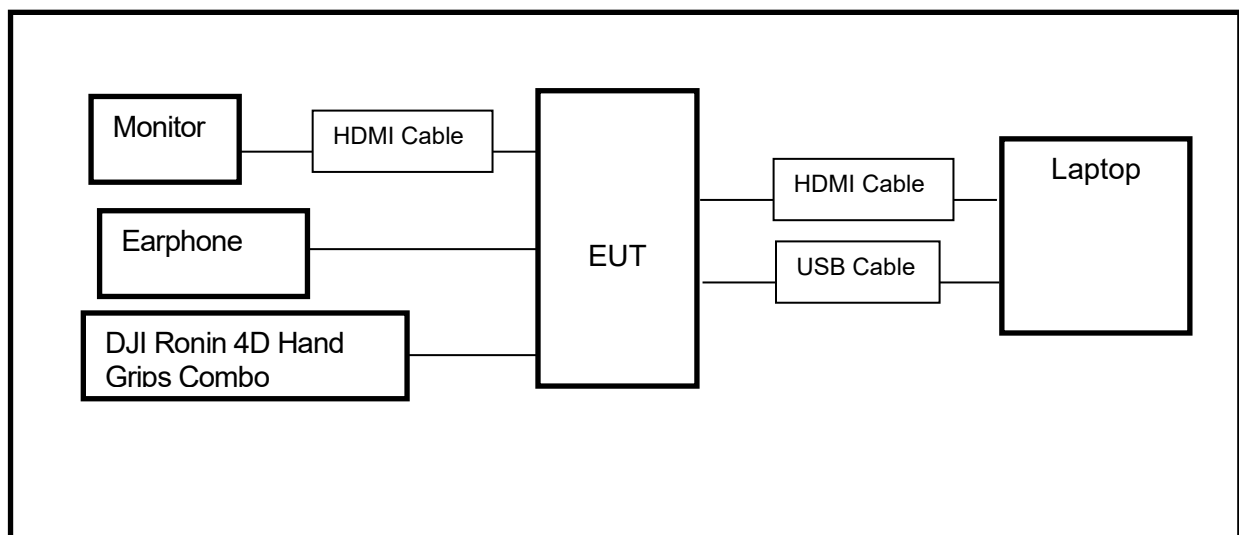 Monitor
HDMI Cable
Earphone
DJI Ronin 4D Hand
Grips Combo
EUT
HDMI Cable
USB Cable
Laptop